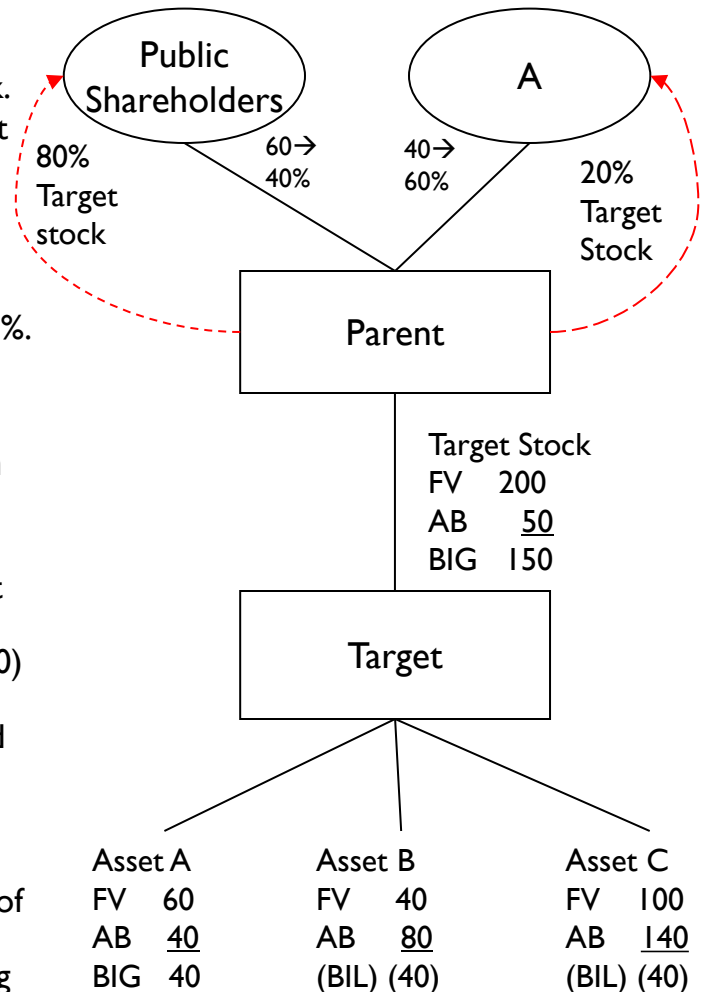 Public
Shareholders
A
k.
t
80%
Target
stock
60→
40%
40→
60%
20%
Target
Stock
%.
Parent
Target Stock
FV 200
AB 50
BIG 150
t
0)
Target
of
g
Asset A
FV 60
AB 40
BIG 40
Asset B
FV 40
AB 80
(BIL) (40)
Asset C
FV 100
AB 140
(BIL) (40)